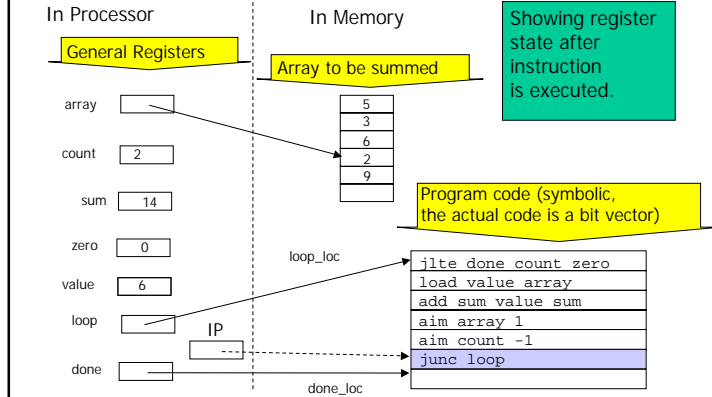 In Processor
In Memory
Showing register
state after
instruction
is executed.
General Registers
Array to be summed
array
count
2
sum
14
zero
0
value
6
loop
done
IP
5
3
6
2
9
Program code (symbolic,
the actual code is a bit vector)
loop_loc
done_loc
jlte done count zero
load value array
add sum value sum
aim array 1
aim count -1
junc loop